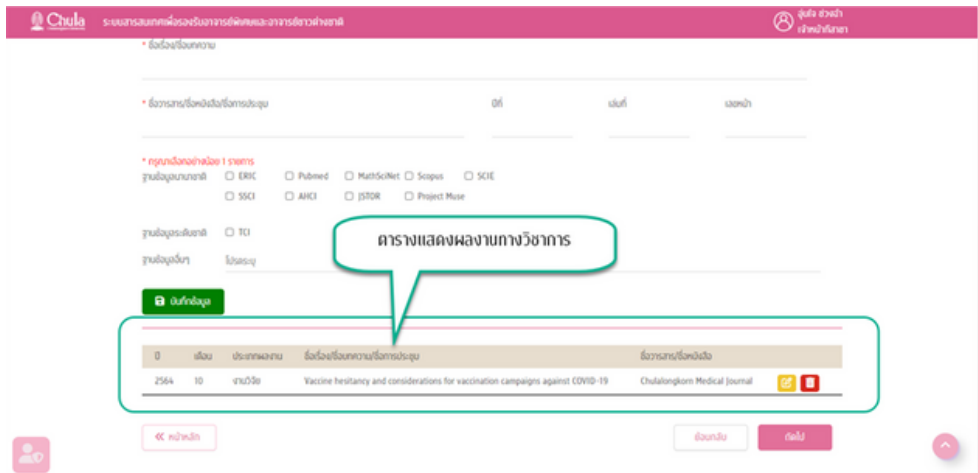 Chula ระบบสารสนเทศเพื่อรองรับอาจารย์พิเศษและอาจารย์ชาวต่างชาติ
อุ่นใจ ช่วงฉ่ำ
เจ้าหน้าที่สาขา
* ชื่อเรื่อง/ชื่อบทความ
* ชื่อวารสาร/ชื่อหนังสือ/ชื่อการประชุม ปีที่ เล่มที่ เลขหน้า
* กรุณาเลือกอย่างน้อย 1 รายการ
ฐานข้อมูลนานาชาติ ERIC Pubmed MathSciNet Scopus SCIE
SSCI AHCI JSTOR Project Muse
ฐานข้อมูลระดับชาติ TCI
ตารางแสดงผลงานทางวิชาการ
ฐานข้อมูลอื่นๆ โปรดระบุ
บันทึกข้อมูล
ปี เดือน ประเภทผลงาน ชื่อเรื่อง/ชื่อบทความ/ชื่อการประชุม ชื่อวารสาร/ชื่อหนังสือ
2564 10 งานวิจัย Vaccine hesitancy and considerations for vaccination campaigns against COVID-19 Chulalongkorn Medical Journal
หน้าหลัก ย้อนกลับ ถัดไป